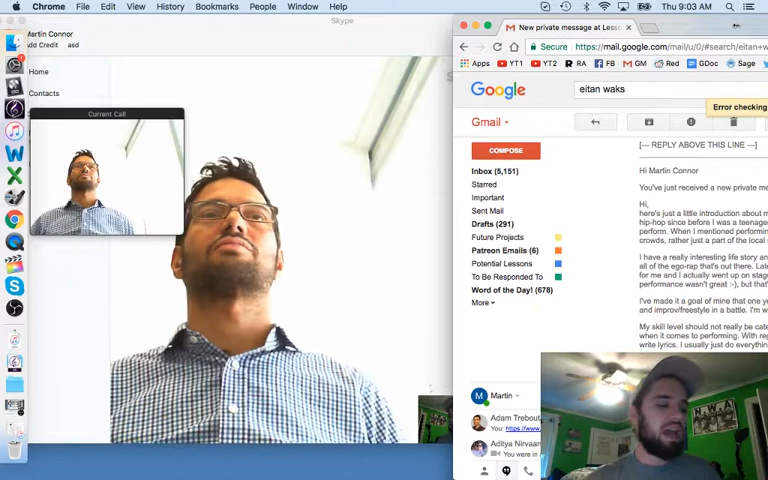 Chrome File Edit View History Bookmarks People Window Help
Thu 9:03 AM
Skype
Martin Connor
Add Credit asd
Home
Contacts
Current Call
New private message at Less
Secure https://mail.google.com/mail/u/0/#search/eitan+w
Apps YT1 YT2 RA FB GM Red GDoc Sage
Google
eitan waks
Error checking
Gmail
COMPOSE
Inbox (5,151)
Starred
Important
Sent Mail
Drafts (291)
Future Projects
Patreon Emails (6)
Potential Lessons
To Be Responded To
Word of the Day! (678)
More
[--- REPLY ABOVE THIS LINE ---]
Hi Martin Connor
You've just received a new private me
Hi,
here's just a little introduction about m
hip-hop since before I was a teenage
perform. When I mentioned performin
crowds, rather just a part of the local
I have a really interesting life story an
all of the ego-rap that's out there. Late
for me and I actually went up on stag
performance wasn't great :-), but that'
I've made it a goal of mine that one ye
and improv/freestyle in a battle. I'm w
My skill level should not really be cate
when it comes to performing. With reg
write lyrics. I usually just do everythin
Martin
Adam Trebout
You: https://www.
Aditya Nirvaan
You were in